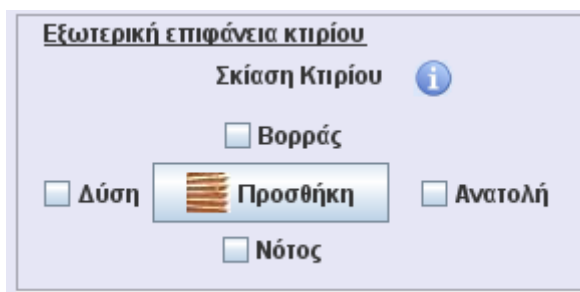 Εξωτερική επιφάνεια κτιρίου
Σκίαση Κτιρίου
Βορράς
Δύση Προσθήκη Ανατολή
Νότος